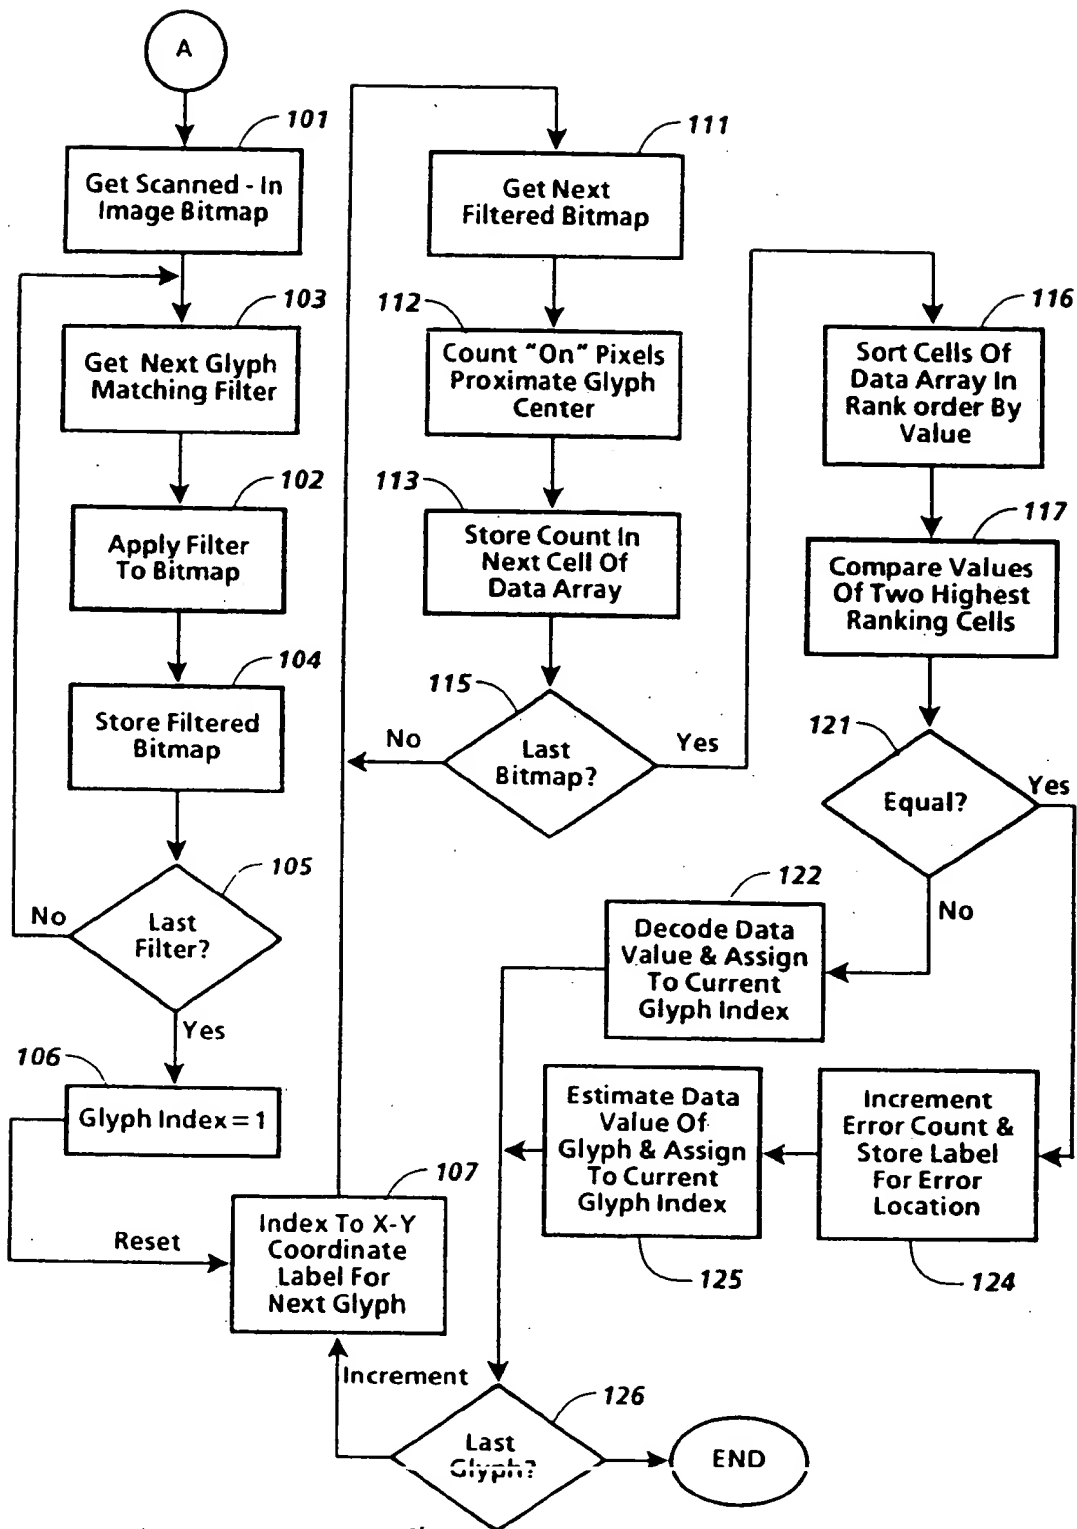 A
101
Get Scanned - In
Image Bitmap
103
Get Next Glyph
Matching Filter
102
Apply Filter
To Bitmap
104
Store Filtered
Bitmap
105
Last
Filter?
No
Yes
106
Glyph Index = 1
Reset
107
Index To X-Y
Coordinate
Label For
Next Glyph
111
Get Next
Filtered Bitmap
112
Count "On" Pixels
Proximate Glyph
Center
113
Store Count In
Next Cell Of
Data Array
115
Last
Bitmap?
No
Yes
116
Sort Cells Of
Data Array In
Rank order By
Value
117
Compare Values
Of Two Highest
Ranking Cells
121
Equal?
Yes
No
122
Decode Data
Value & Assign
To Current
Glyph Index
124
Increment
Error Count &
Store Label
For Error
Location
125
Estimate Data
Value Of
Glyph & Assign
To Current
Glyph Index
126
Last
Glyph?
Increment
END